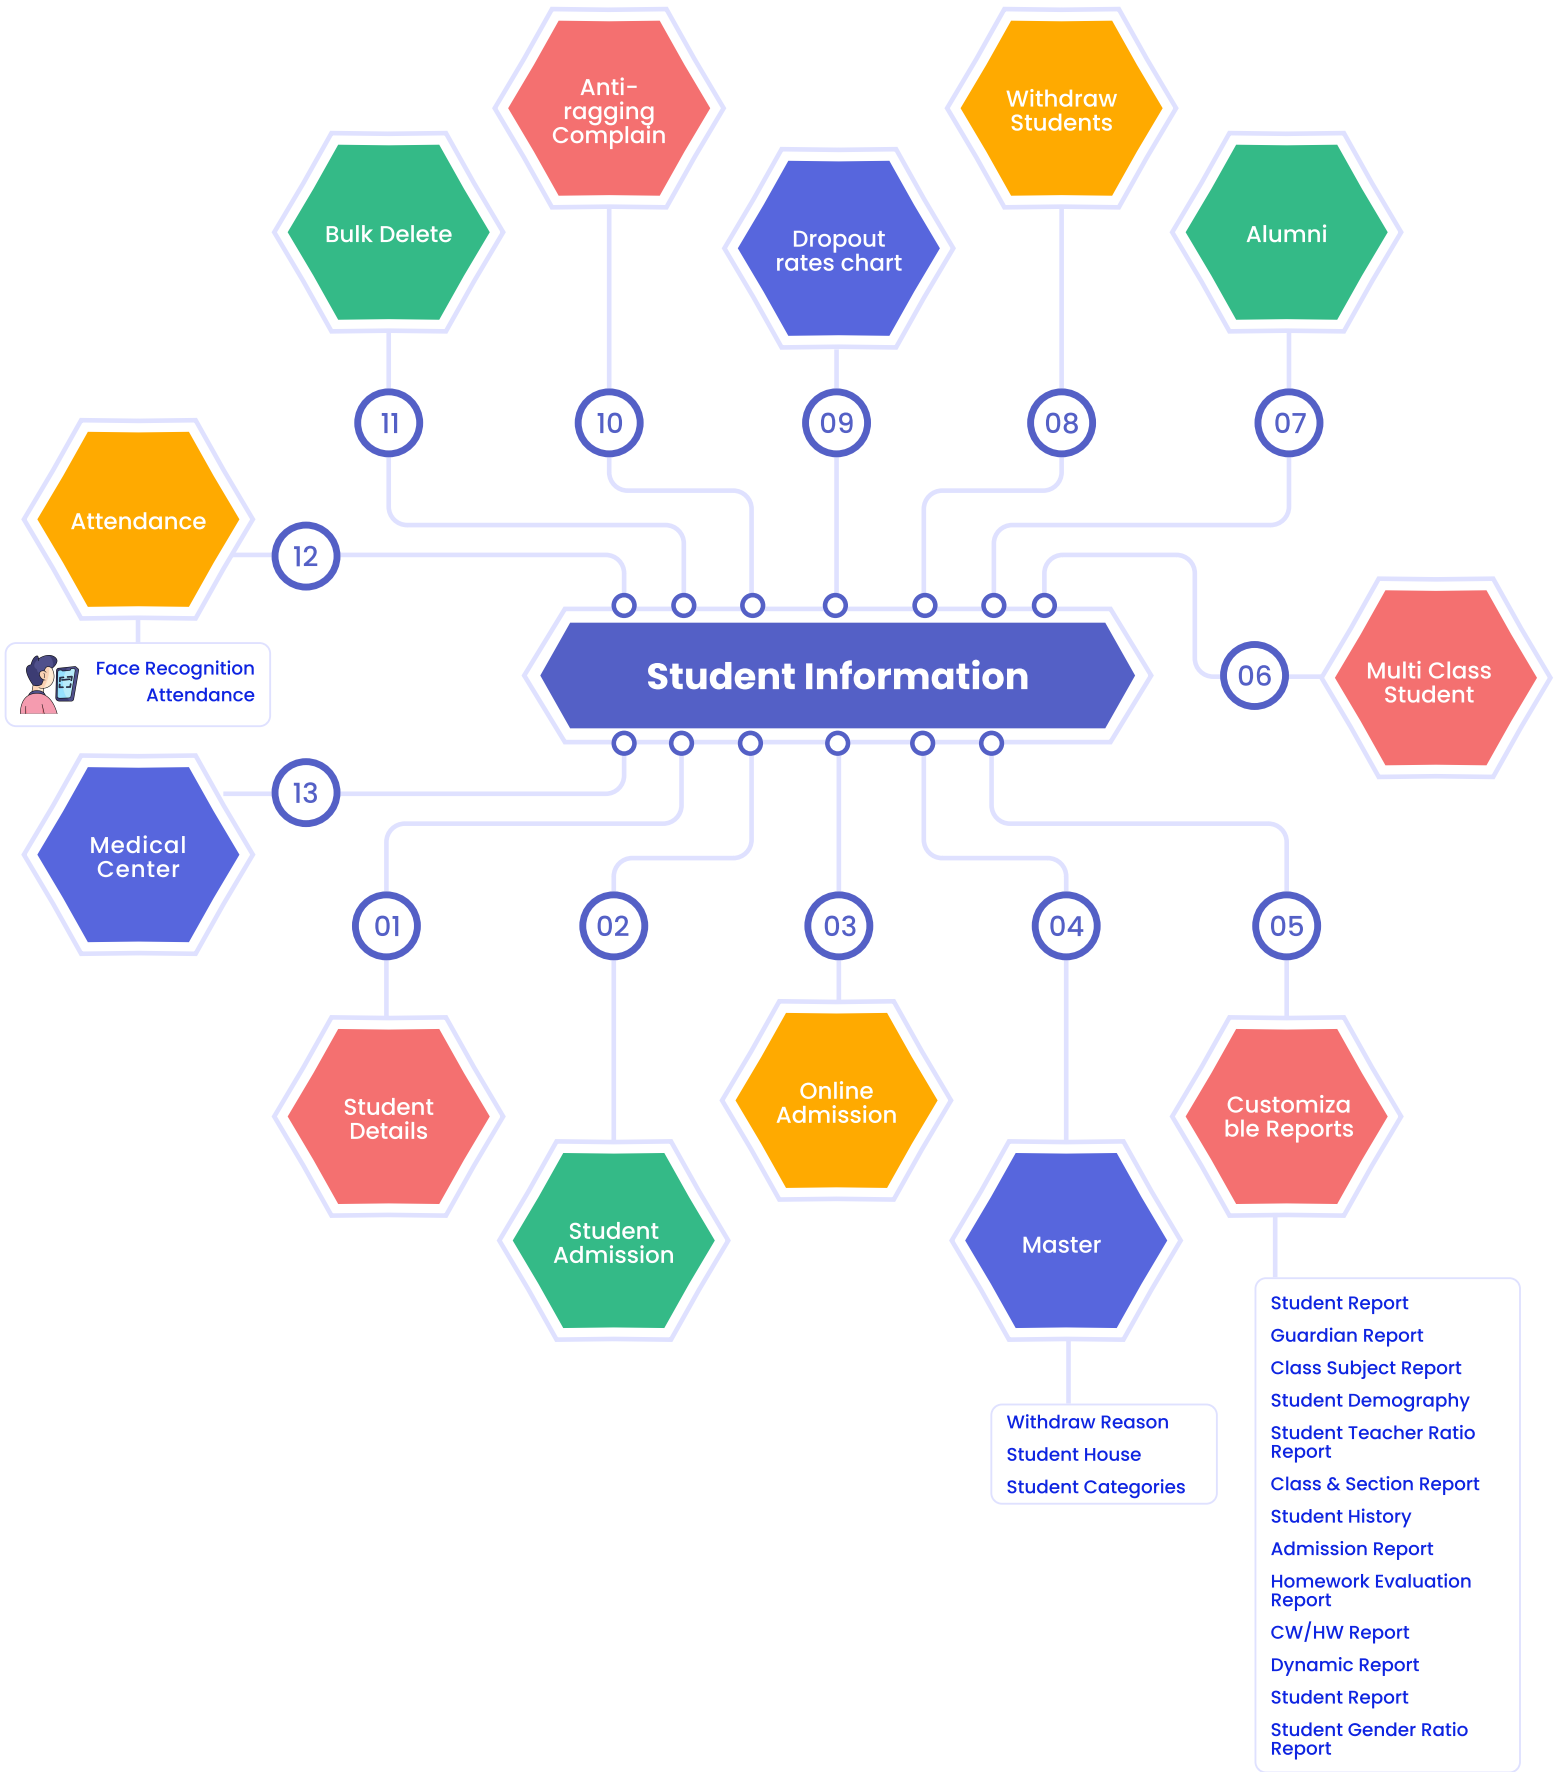 Anti-
ragging
Complain
Withdraw
Students
Bulk Delete
Dropout
rates chart
Alumni
11
10
09
08
07
Attendance
12
Face Recognition
Attendance
Student Information
06
Multi Class
Student
13
Medical
Center
01
02
03
04
05
Student
Details
Student
Admission
Online
Admission
Master
Customiza
ble Reports
Withdraw Reason
Student House
Student Categories
Student Report
Guardian Report
Class Subject Report
Student Demography
Student Teacher Ratio
Report
Class & Section Report
Student History
Admission Report
Homework Evaluation
Report
CW/HW Report
Dynamic Report
Student Report
Student Gender Ratio
Report